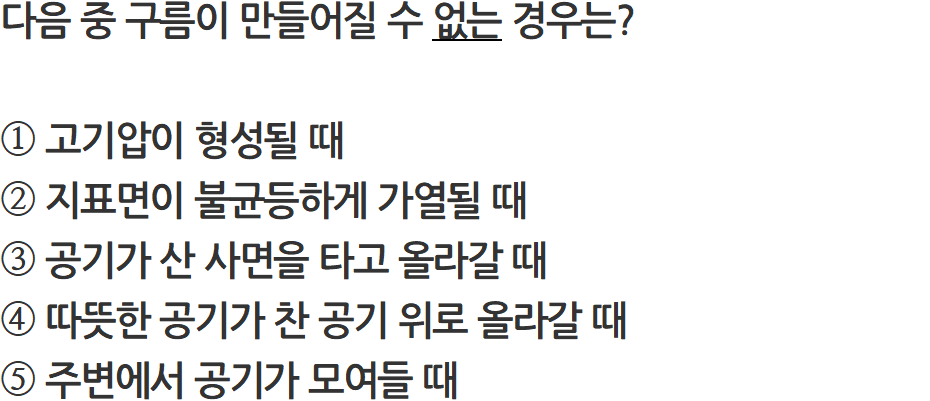 다음 중 구름이 만들어질 수 없는 경우는?
① 고기압이 형성될 때
② 지표면이 불균등하게 가열될 때
③ 공기가 산 사면을 타고 올라갈 때
④ 따뜻한 공기가 찬 공기 위로 올라갈 때
⑤ 주변에서 공기가 모여들 때